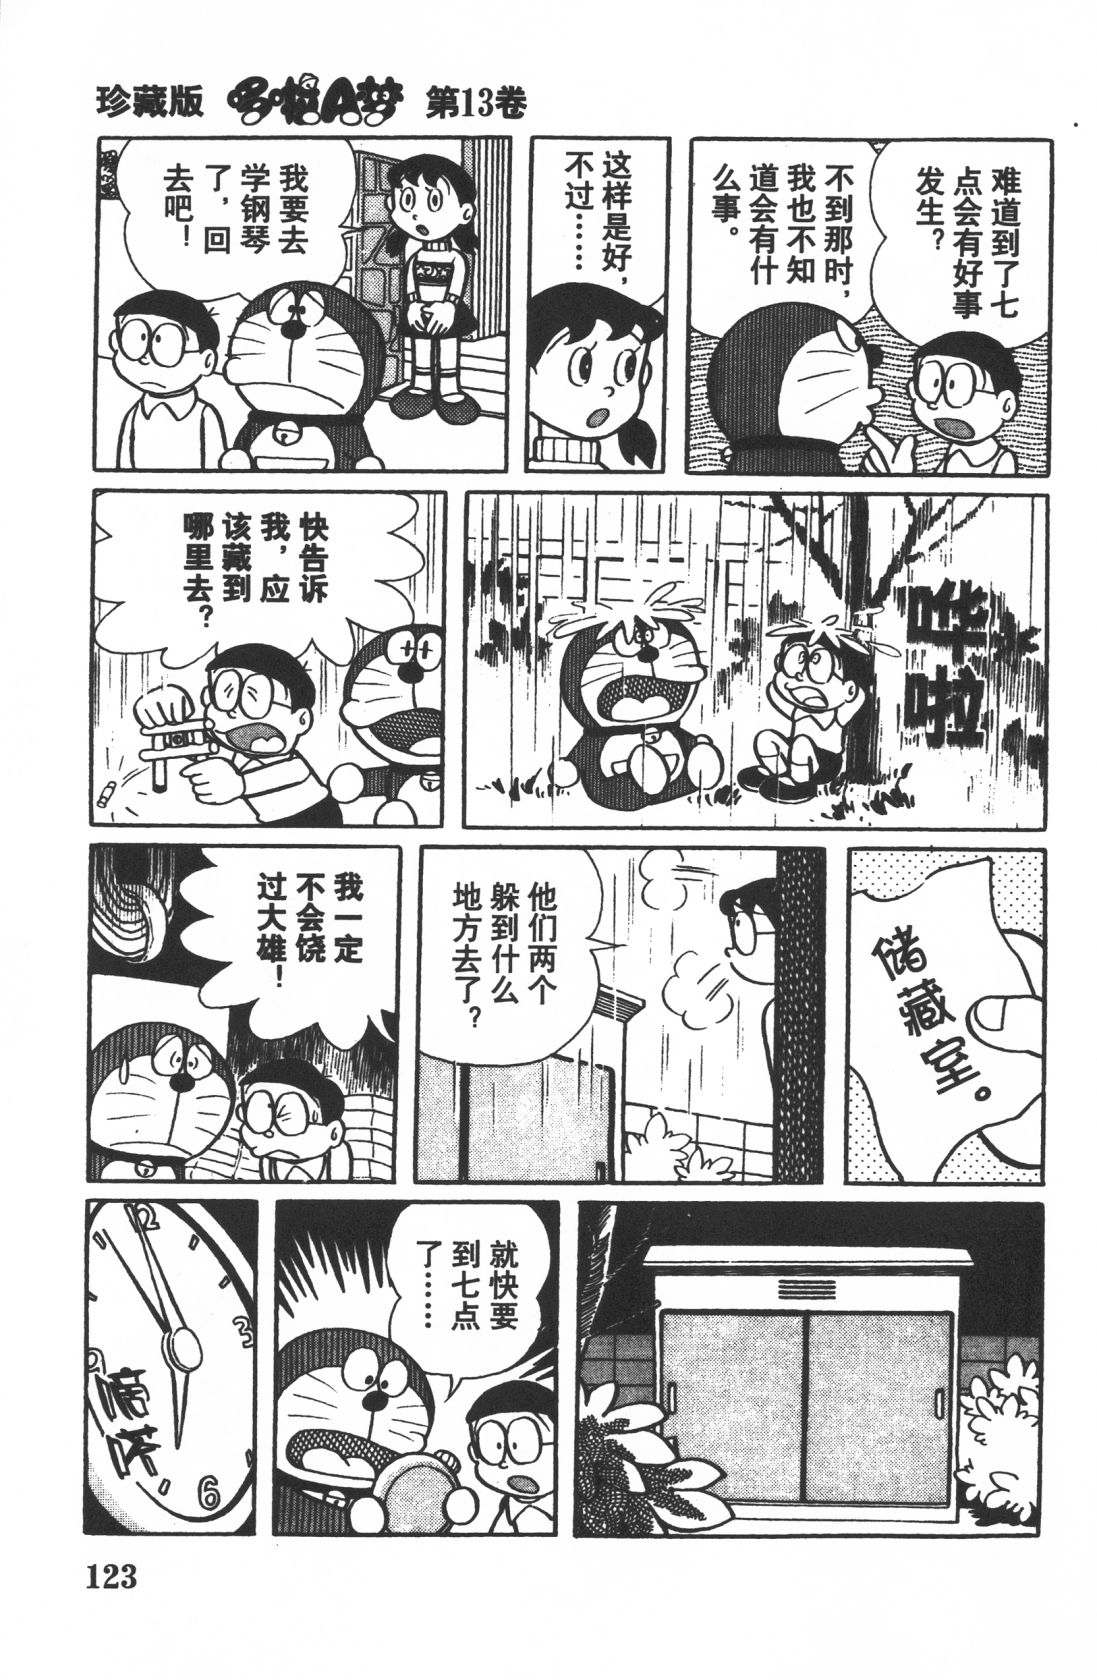 珍藏版 哆啦A梦 第13卷
难道到了七
点会有好事
发生?
不到那时,
我也不知
道会有什
么事。
这样是好,
不过……
我要去
学钢琴
了,回
去吧!
哗啦
快告诉
我,应
该藏到
哪里去?
储藏室。
他们两个
躲到什么
地方去了?
我一定
不会饶
过大雄!
就快要
到七点
了……
12
3
9
6
嘀嗒
123